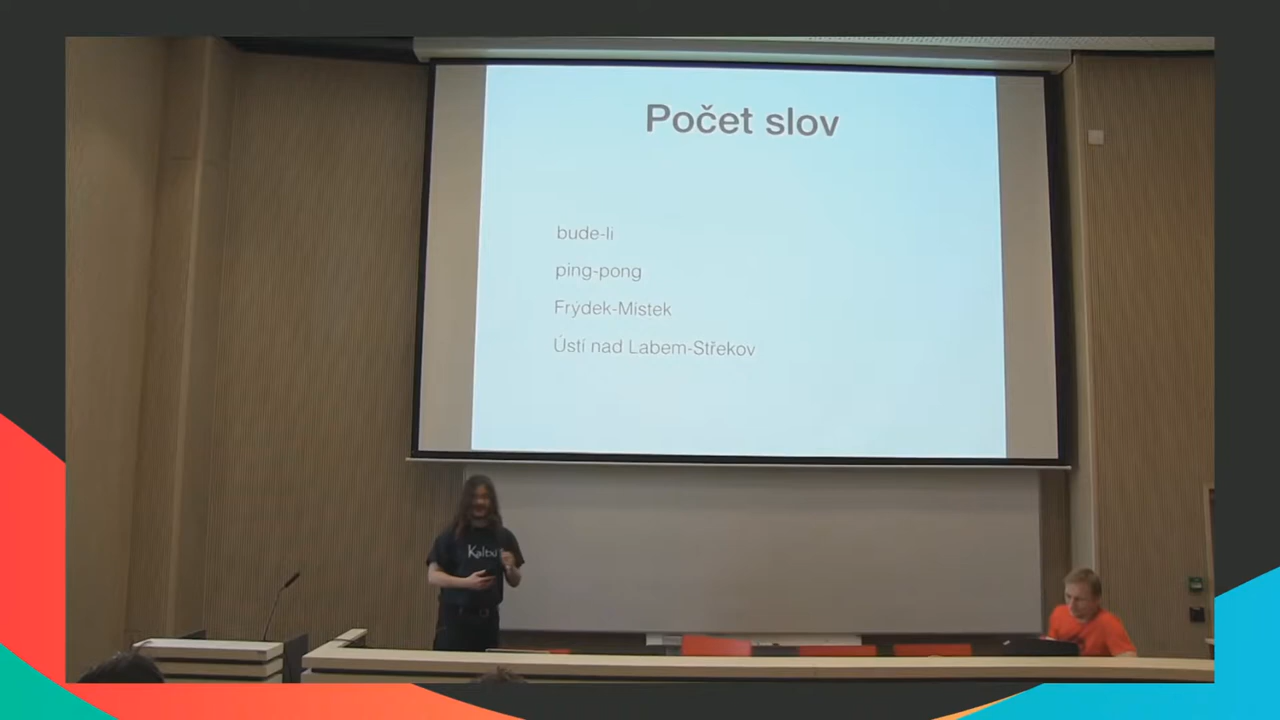 Počet slov
bude-li
ping-pong
Frýdek-Místek
Ústí nad Labem-Střekov